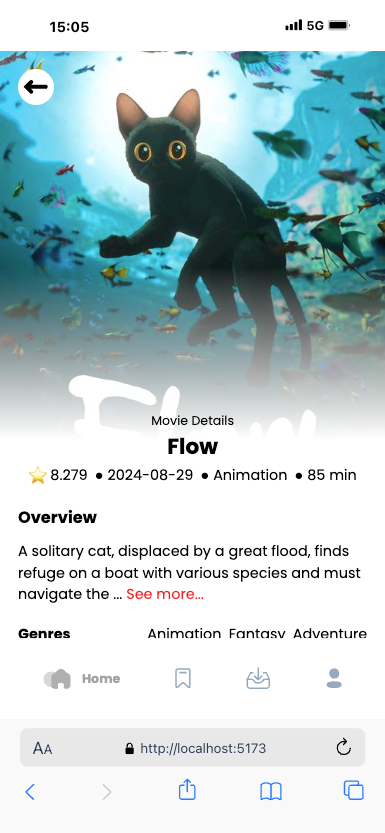 15:05
5G
Flow
Movie Details
Flow
⭐ 8.279 ● 2024-08-29 ● Animation ● 85 min
Overview
A solitary cat, displaced by a great flood, finds
refuge on a boat with various species and must
navigate the ... See more...
Genres Animation Fantasy Adventure
Home
AA http://localhost:5173